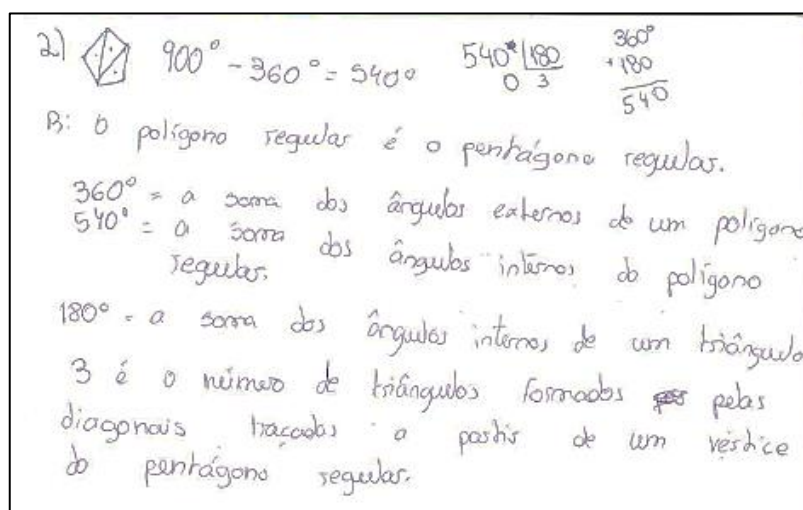 2) 900° - 360° = 540° 540° |180 360°
0 3 +180
540
R: O polígono regular é o pentágono regular.
360° = a soma dos ângulos externos de um polígono
540° = a soma dos ângulos internos do polígono
regular.
180° = a soma dos ângulos internos de um triângulo
3 é o número de triângulos formados pelas
diagonais traçadas a partir de um vértice
do pentágono regular.